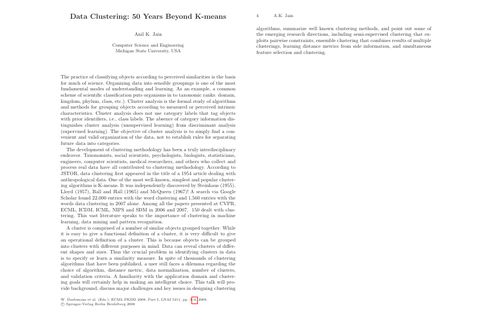 Data Clustering: 50 Years Beyond K-means
Anil K. Jain
Computer Science and Engineering
Michigan State University, USA
The practice of classifying objects according to perceived similarities is the basis
for much of science. Organizing data into sensible groupings is one of the most
fundamental modes of understanding and learning. As an example, a common
scheme of scientific classification puts organisms in to taxonomic ranks: domain,
kingdom, phylum, class, etc.). Cluster analysis is the formal study of algorithms
and methods for grouping objects according to measured or perceived intrinsic
characteristics. Cluster analysis does not use category labels that tag objects
with prior identifiers, i.e., class labels. The absence of category information dis-
tinguishes cluster analysis (unsupervised learning) from discriminant analysis
(supervised learning). The objective of cluster analysis is to simply find a con-
venient and valid organization of the data, not to establish rules for separating
future data into categories.
The development of clustering methodology has been a truly interdisciplinary
endeavor. Taxonomists, social scientists, psychologists, biologists, statisticians,
engineers, computer scientists, medical researchers, and others who collect and
process real data have all contributed to clustering methodology. According to
JSTOR, data clustering first appeared in the title of a 1954 article dealing with
anthropological data. One of the most well-known, simplest and popular cluster-
ing algorithms is K-means. It was independently discovered by Steinhaus (1955),
Lloyd (1957), Ball and Hall (1965) and McQueen (1967)! A search via Google
Scholar found 22,000 entries with the word clustering and 1,560 entries with the
words data clustering in 2007 alone. Among all the papers presented at CVPR,
ECML, ICDM, ICML, NIPS and SDM in 2006 and 2007, 150 dealt with clus-
tering. This vast literature speaks to the importance of clustering in machine
learning, data mining and pattern recognition.
A cluster is comprised of a number of similar objects grouped together. While
it is easy to give a functional definition of a cluster, it is very difficult to give
an operational definition of a cluster. This is because objects can be grouped
into clusters with different purposes in mind. Data can reveal clusters of differ-
ent shapes and sizes. Thus the crucial problem in identifying clusters in data
is to specify or learn a similarity measure. In spite of thousands of clustering
algorithms that have been published, a user still faces a dilemma regarding the
choice of algorithm, distance metric, data normalization, number of clusters,
and validation criteria. A familiarity with the application domain and cluster-
ing goals will certainly help in making an intelligent choice. This talk will pro-
vide background, discuss major challenges and key issues in designing clustering
W. Daelemans et al. (Eds.): ECML PKDD 2008, Part I, LNAI 5211, pp. 2008.
© Springer-Verlag Berlin Heidelberg 2008
4 A.K. Jain
algorithms, summarize well known clustering methods, and point out some of
the emerging research directions, including semi-supervised clustering that ex-
ploits pairwise constraints, ensemble clustering that combines results of multiple
clusterings, learning distance metrics from side information, and simultaneous
feature selection and clustering.